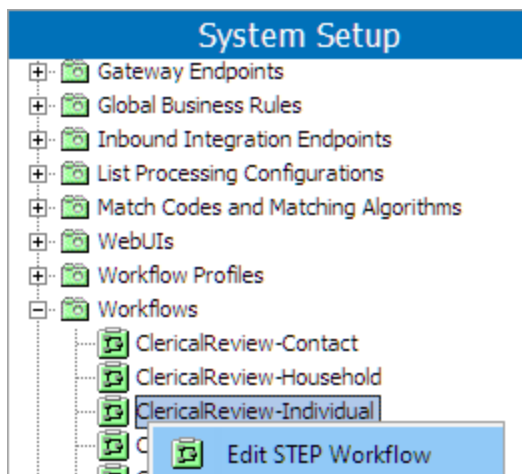 System Setup
Gateway Endpoints
Global Business Rules
Inbound Integration Endpoints
List Processing Configurations
Match Codes and Matching Algorithms
WebUIs
Workflow Profiles
Workflows
ClericalReview-Contact
ClericalReview-Household
ClericalReview-Individual
Edit STEP Workflow